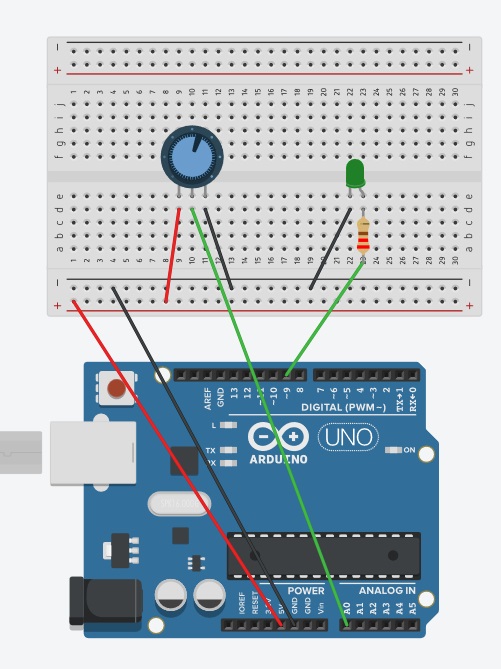 − −
+ +
1 2 3 4 5 6 7 8 9 10 11 12 13 14 15 16 17 18 19 20 21 22 23 24 25 26 27 28 29 30
j j
i i
h h
g g
f f
e e
d d
c c
b b
a a
1 2 3 4 5 6 7 8 9 10 11 12 13 14 15 16 17 18 19 20 21 22 24 25 26 27 28 29 30
− −
+ +
AREF GND 13 12 ~11 ~10 ~9 8 7 ~6 ~5 4 ~3 2 TX→1 RX←0
DIGITAL (PWM~)
L
TX
RX
ARDUINO
UNO
ON
POWER
ANALOG IN
IOREF RESET 3.3V 5V GND GND Vin A0 A1 A2 A3 A4 A5